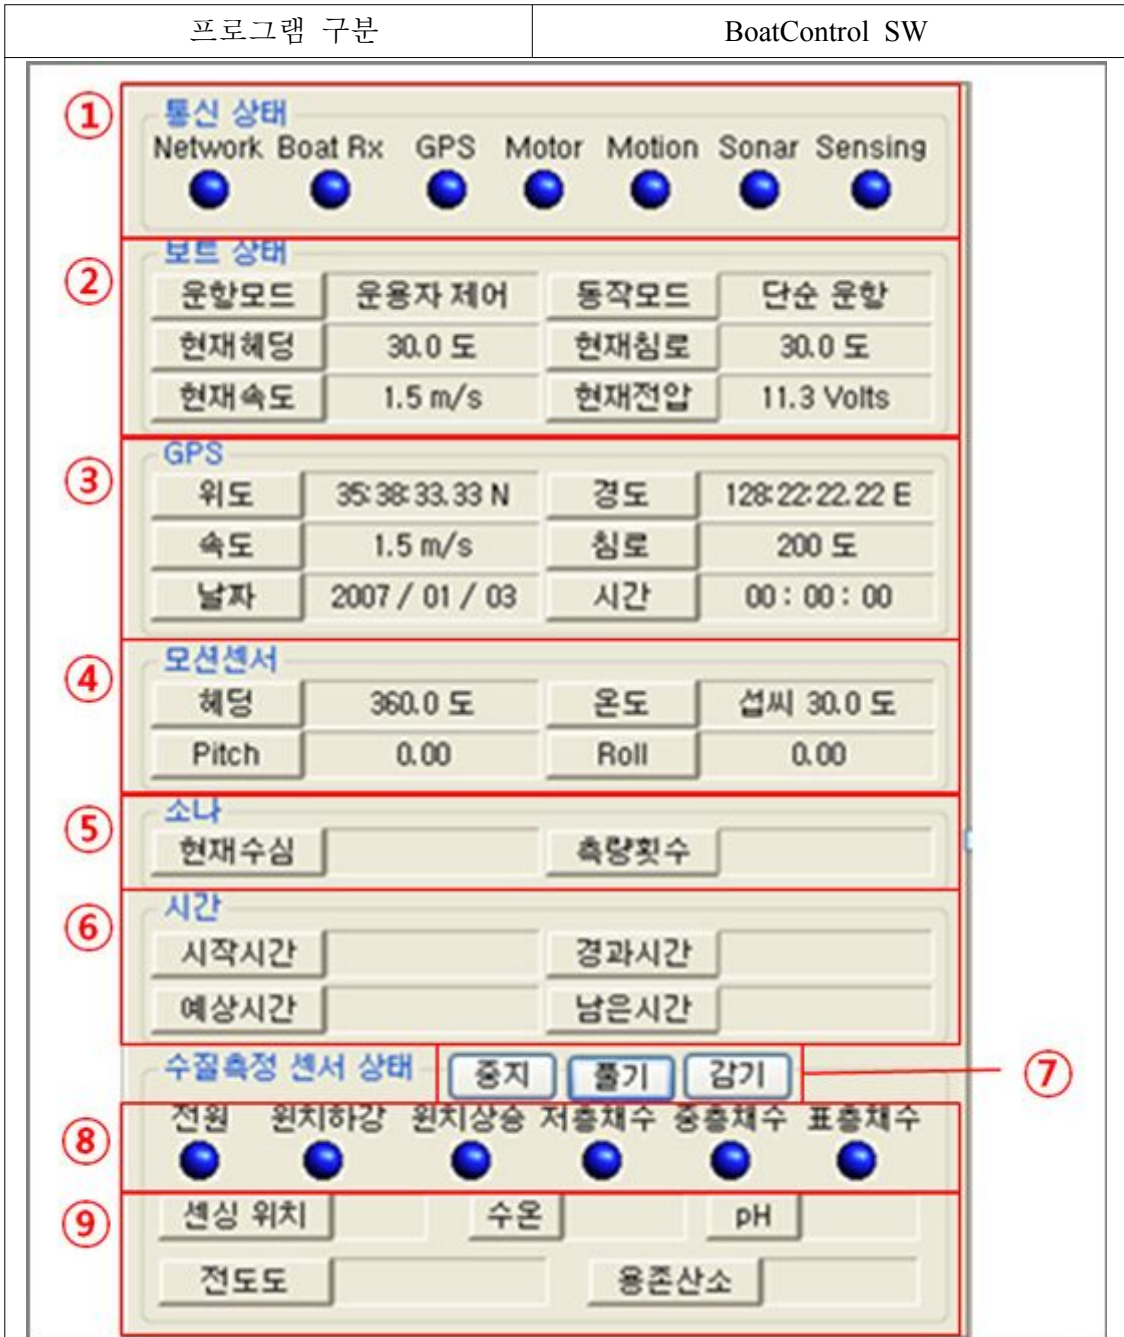 프로그램 구분 BoatControl SW
① 통신 상태
Network Boat Rx GPS Motor Motion Sonar Sensing
② 보트 상태
운항모드 운용자 제어 동작모드 단순 운항
현재헤딩 30.0 도 현재침로 30.0 도
현재속도 1.5 m/s 현재전압 11.3 Volts
③ GPS
위도 35:38:33.33 N 경도 128:22:22.22 E
속도 1.5 m/s 침로 200 도
날짜 2007 / 01 / 03 시간 00 : 00 : 00
④ 모션센서
헤딩 360.0 도 온도 섭씨 30.0 도
Pitch 0.00 Roll 0.00
⑤ 소나
현재수심 측량횟수
⑥ 시간
시작시간 경과시간
예상시간 남은시간
수질측정 센서 상태 중지 풀기 감기 ⑦
⑧ 전원 윈치하강 윈치상승 저층채수 중층채수 표층채수
⑨ 센싱 위치 수온 pH
전도도 용존산소